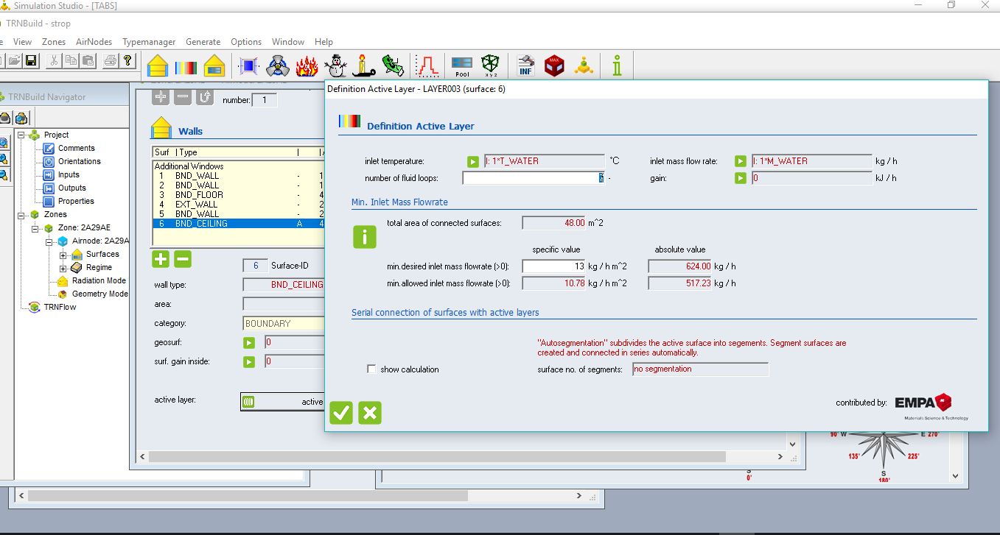 Simulation Studio - [TABS]
TRNBuild - strop
View Zones AirNodes Typemanager Generate Options Window Help
Pool
x y z
INF
MAX
TRNBuild Navigator
Project
Comments
Orientations
Inputs
Outputs
Properties
Zones
Zone: 2A29AE
Airnode: 2A29A
Surfaces
Regime
Radiation Mode
Geometry Mode
TRNFlow
number: 1
Walls
Surf | Type |
Additional Windows
1 BND_WALL - 1
2 BND_WALL - 1
3 BND_FLOOR - 4
4 EXT_WALL - 2
5 BND_WALL - 2
6 BND_CEILING A 4
6 Surface-ID
wall type: BND_CEILING
area:
category: BOUNDARY
geosurf: 0
surf. gain inside: 0
active layer: active
Definition Active Layer - LAYER003 (surface: 6)
Definition Active Layer
inlet temperature: I: 1*T_WATER °C inlet mass flow rate: I: 1*M_WATER kg / h
number of fluid loops: - gain: 0 kJ / h
Min. Inlet Mass Flowrate
total area of connected surfaces: 48.00 m^2
specific value absolute value
min.desired inlet mass flowrate (>0): 13 kg / h m^2 624.00 kg / h
min.allowed inlet mass flowrate (>0): 10.78 kg / h m^2 517.23 kg / h
Serial connection of surfaces with active layers
"Autosegmentation" subdivides the active surface into segements. Segment surfaces are
created and connected in series automatically.
show calculation surface no. of segments: no segmentation
contributed by: EMPA
Materials Science & Technology
90° W E 270°
135° 225°
S
180°
S
0°